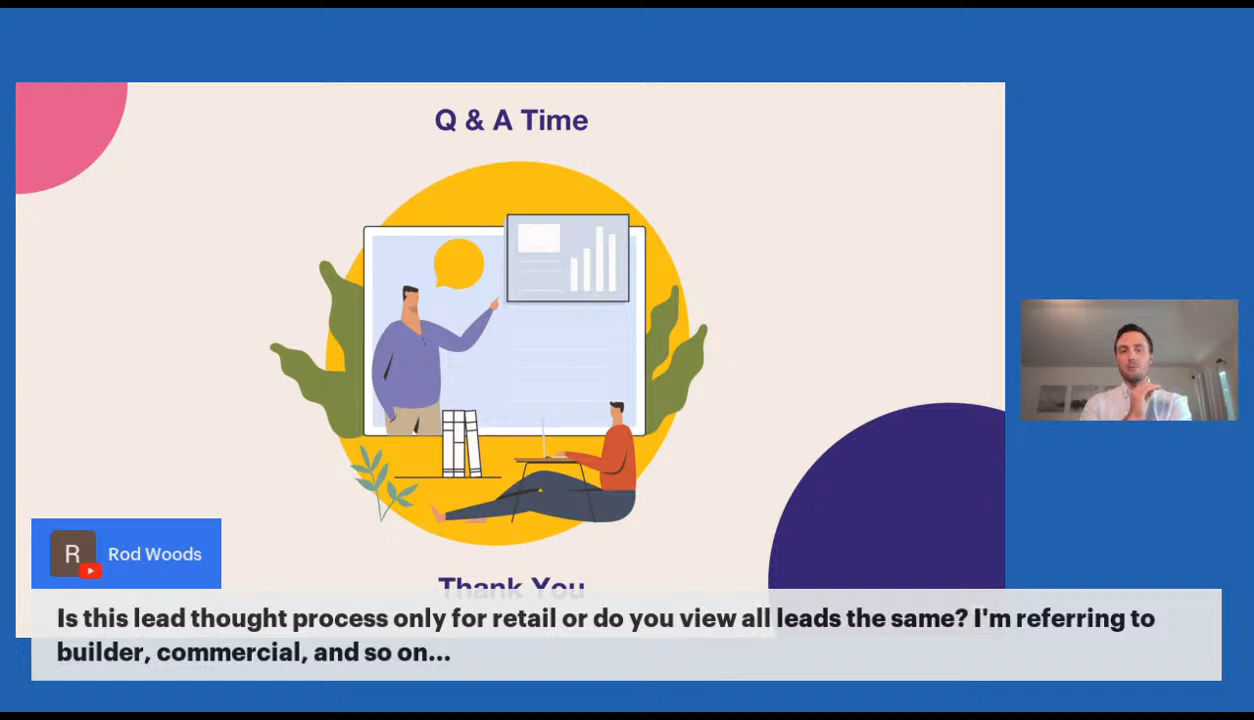 Q & A Time
R
Rod Woods
Thank You
Is this lead thought process only for retail or do you view all leads the same? I'm referring to
builder, commercial, and so on...